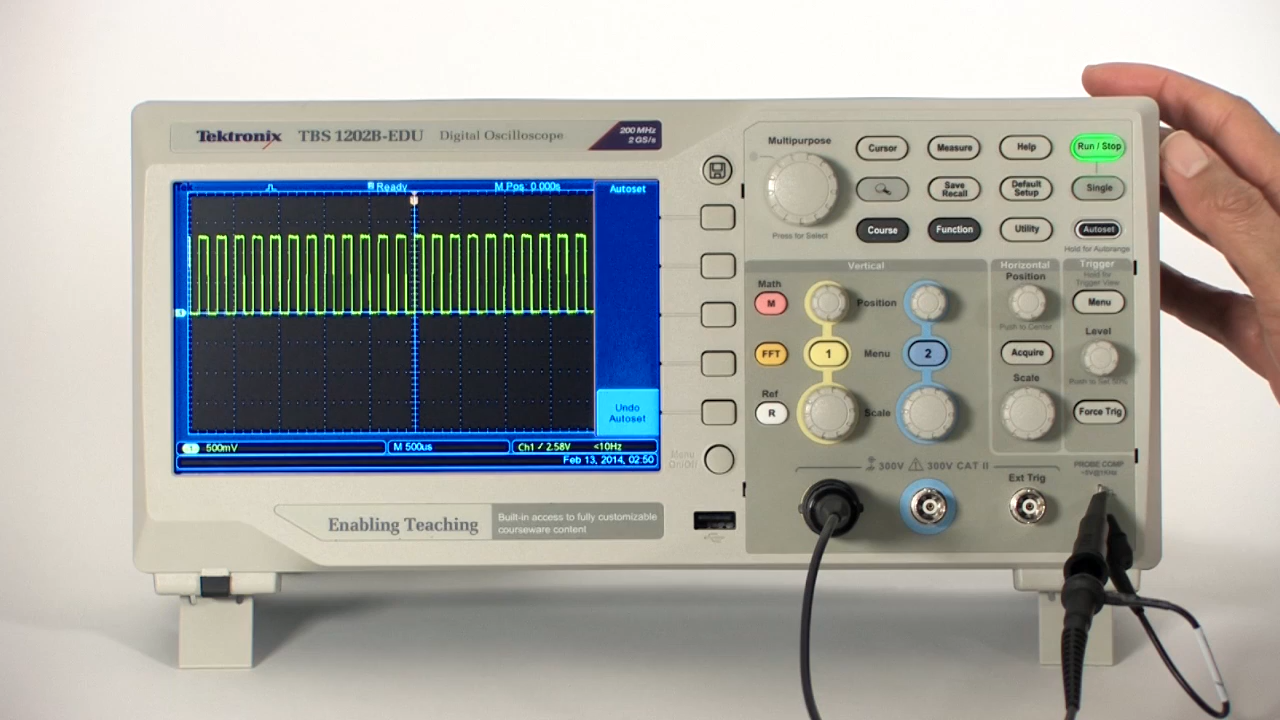 Tektronix TBS 1202B-EDU Digital Oscilloscope
200 MHz
2 GS/s
Ready M Pos: 0.000s
Autoset
Undo
Autoset
1 500mV M 500us Ch1 2.58V <10Hz
Feb 13, 2014, 02:50
Menu
On/Off
Enabling Teaching
Built-in access to fully customizable
courseware content
Multipurpose
Press for Select
Cursor Measure Help Run / Stop
Save
Recall
Default
Setup
Single
Course Function Utility Autoset
Hold for Autorange
Vertical Horizontal Trigger
Hold for
Trigger View
Math
M
Position
Position
Push to Center
Menu
Level
FFT
1 Menu 2
Acquire
Push to Set 50%
Ref
R
Scale
Scale
Force Trig
300V 300V CAT II
Ext Trig
PROBE COMP
~5V@1KHz